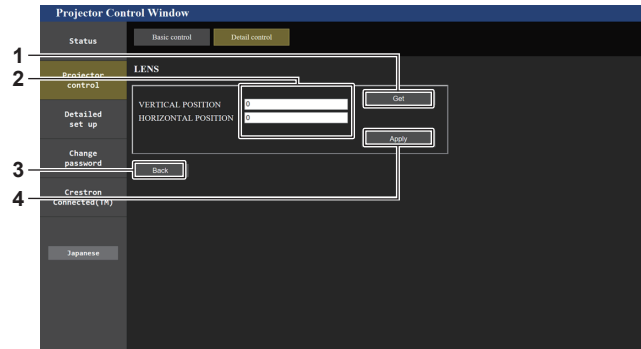 Projector Control Window
Status
Basic control
Detail control
1
2
Projector
control
LENS
VERTICAL POSITION
0
Get
HORIZONTAL POSITION
0
Detailed
set up
Apply
Change
password
3
Back
4
Crestron
Connected(TM)
Japanese